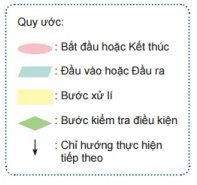 Quy ước:
: Bắt đầu hoặc Kết thúc
: Đầu vào hoặc Đầu ra
: Bước xử lí
: Bước kiểm tra điều kiện
: Chỉ hướng thực hiện
tiếp theo